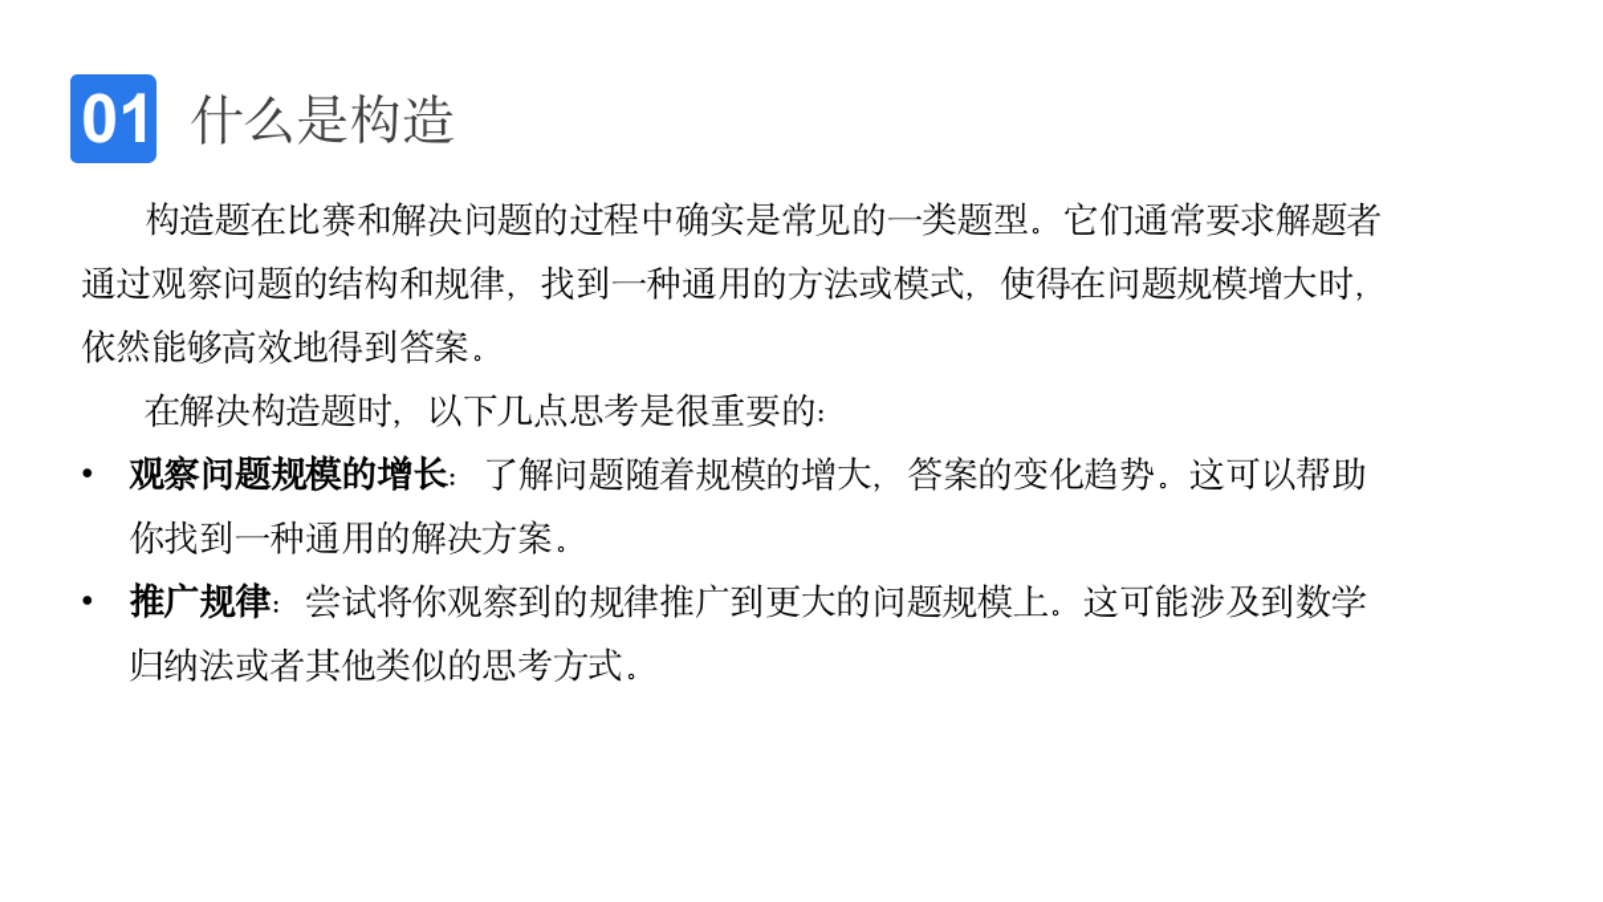 01 什么是构造
构造题在比赛和解决问题的过程中确实是常见的一类题型。它们通常要求解题者
通过观察问题的结构和规律，找到一种通用的方法或模式，使得在问题规模增大时，
依然能够高效地得到答案。
在解决构造题时，以下几点思考是很重要的：
• 观察问题规模的增长：了解问题随着规模的增大，答案的变化趋势。这可以帮助
你找到一种通用的解决方案。
• 推广规律：尝试将你观察到的规律推广到更大的问题规模上。这可能涉及到数学
归纳法或者其他类似的思考方式。